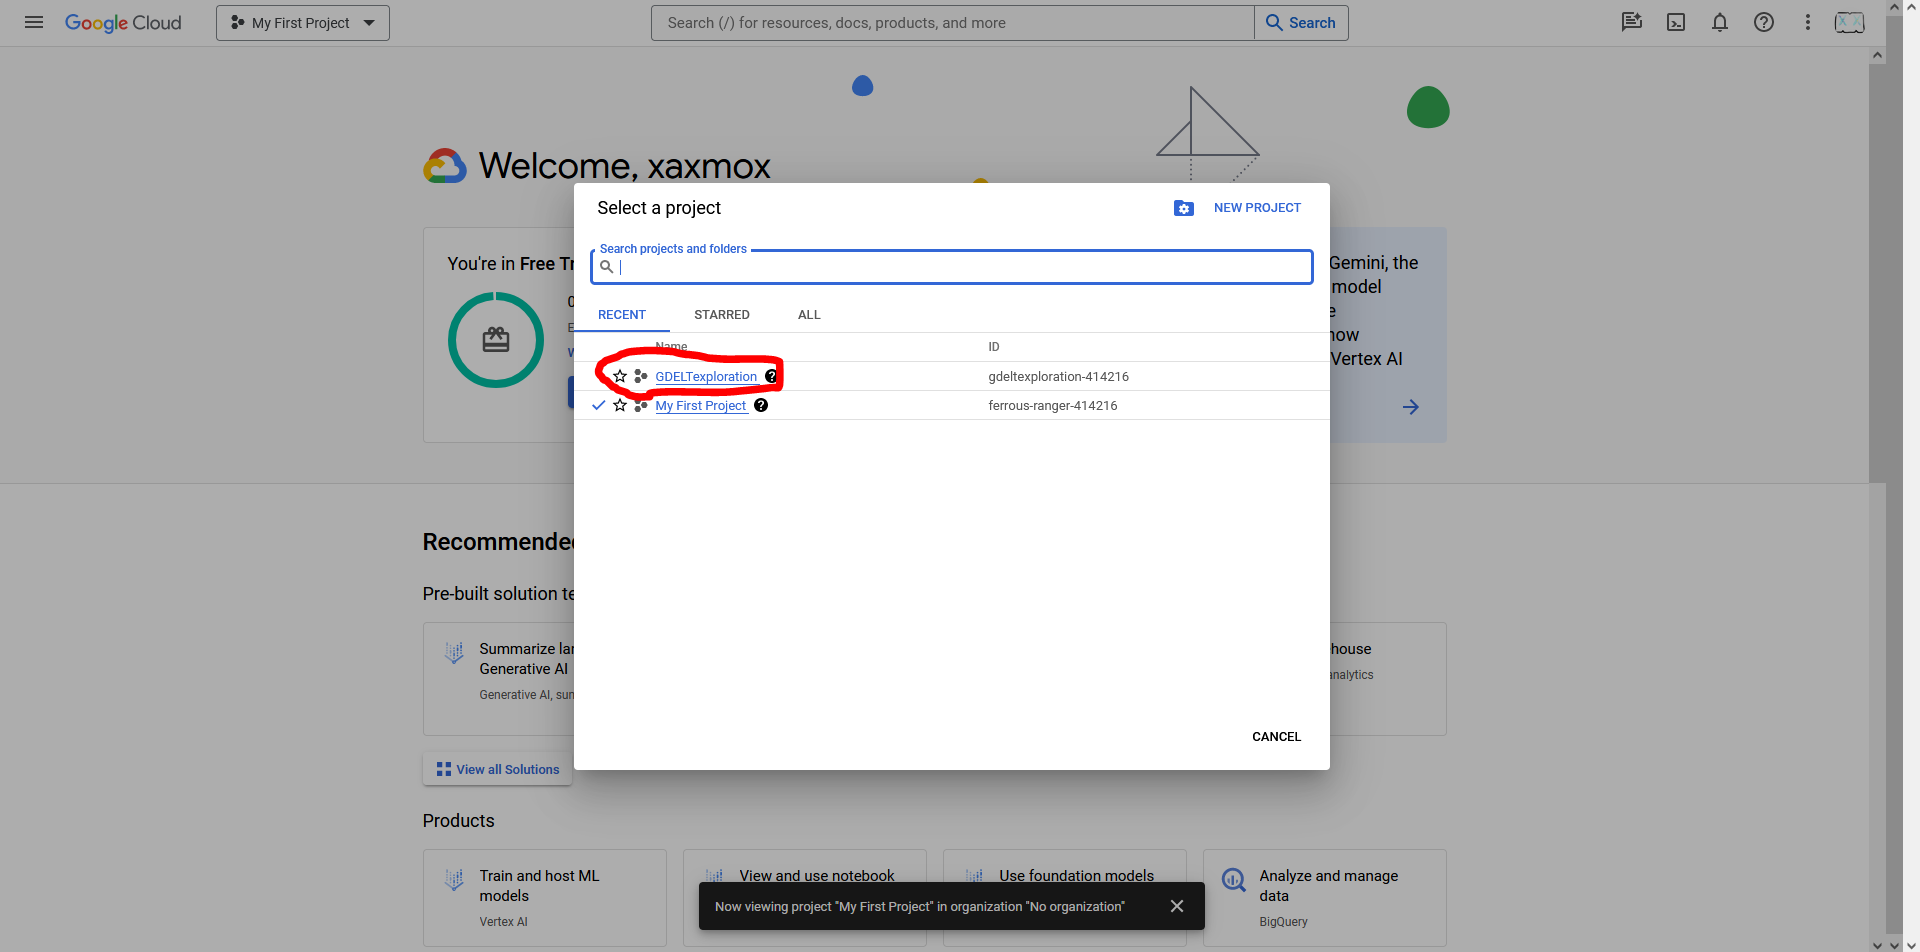 Google Cloud
My First Project
Search (/) for resources, docs, products, and more
Search
Welcome, xaxmox
Select a project
NEW PROJECT
Search projects and folders
RECENT STARRED ALL
Name ID
GDELTexploration gdeltexploration-414216
My First Project ferrous-ranger-414216
CANCEL
You're in Free Tr
Gemini, the
model
Vertex AI
Recommended
Pre-built solution te
Summarize lar
Generative AI
Generative AI, sum
house
analytics
View all Solutions
Products
Train and host ML
models
Vertex AI
View and use notebook
Use foundation models
Analyze and manage
data
BigQuery
Now viewing project "My First Project" in organization "No organization"